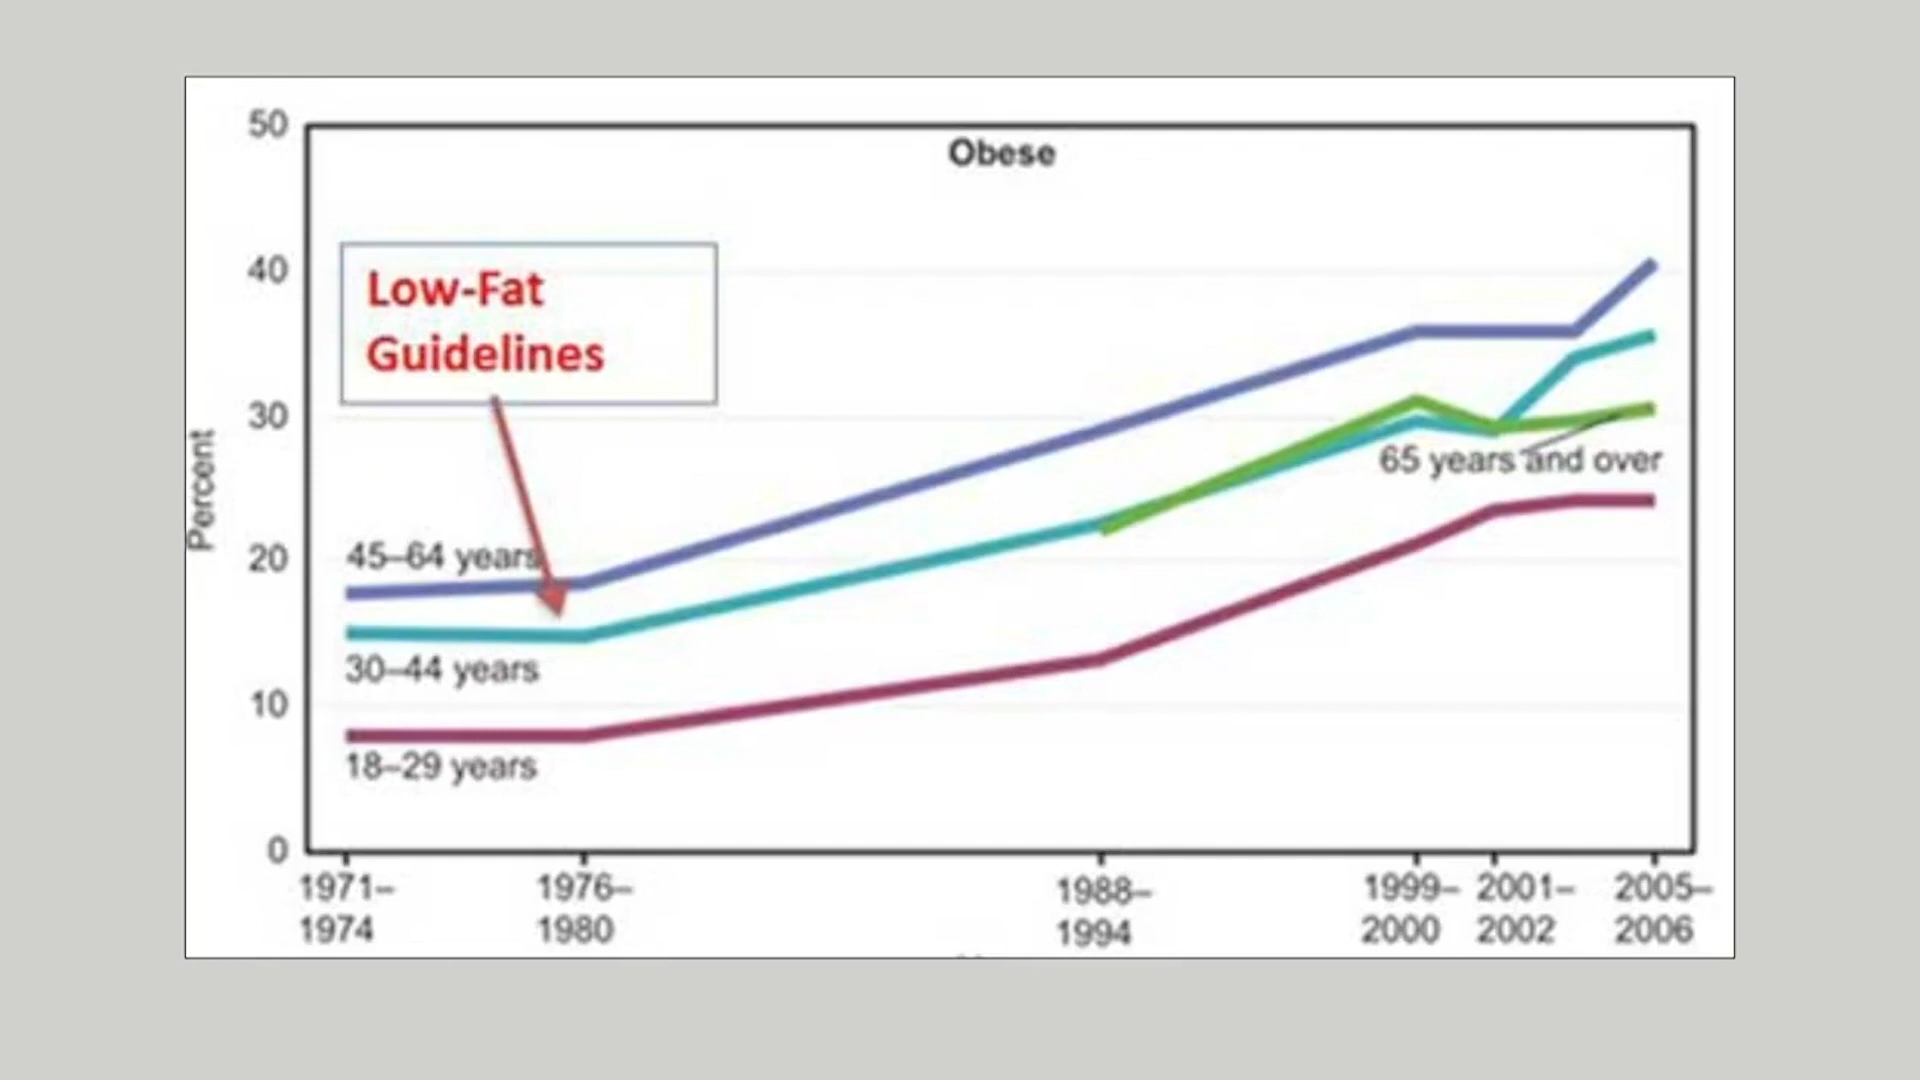 Obese
50
40
30
20
10
0
Percent
Low-Fat
Guidelines
45–64 years
30–44 years
18–29 years
65 years and over
1971–
1974
1976–
1980
1988–
1994
1999–
2000
2001–
2002
2005–
2006